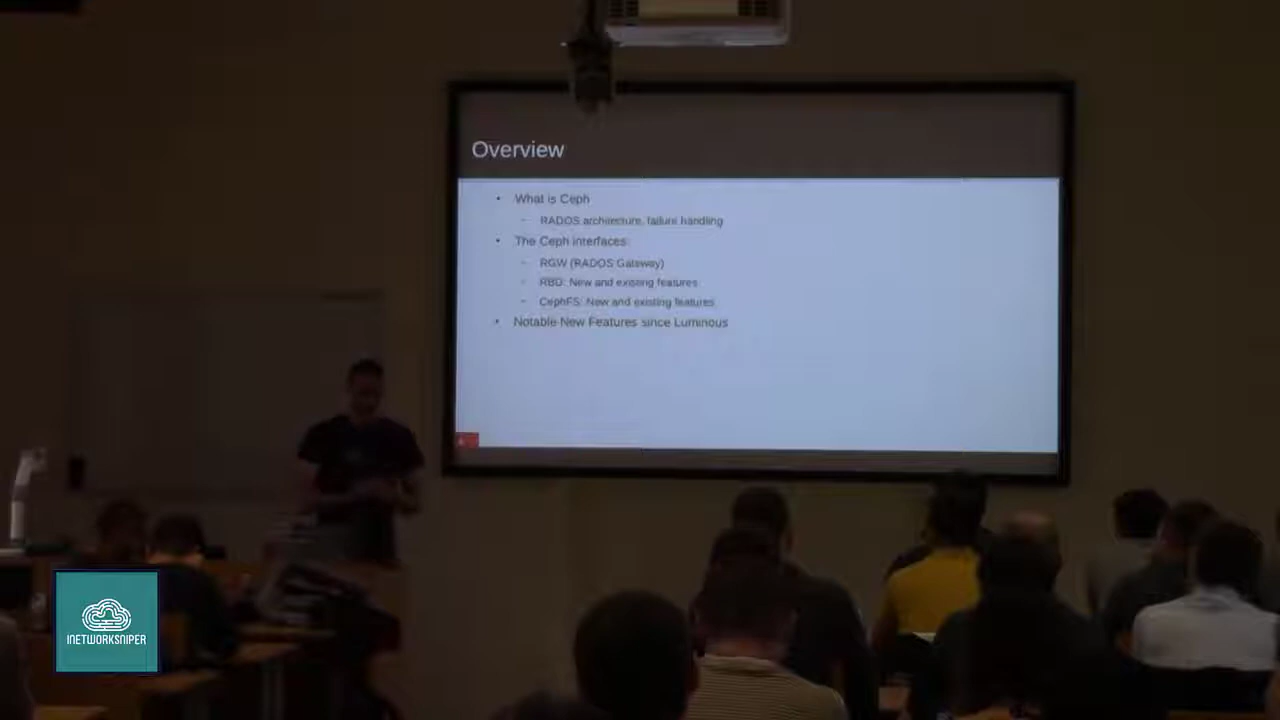 Overview
• What is Ceph
- RADOS architecture, failure handling
• The Ceph interfaces
- RGW (RADOS Gateway)
- RBD: New and existing features
- CephFS: New and existing features
• Notable New Features since Luminous
INETWORKSNIPER